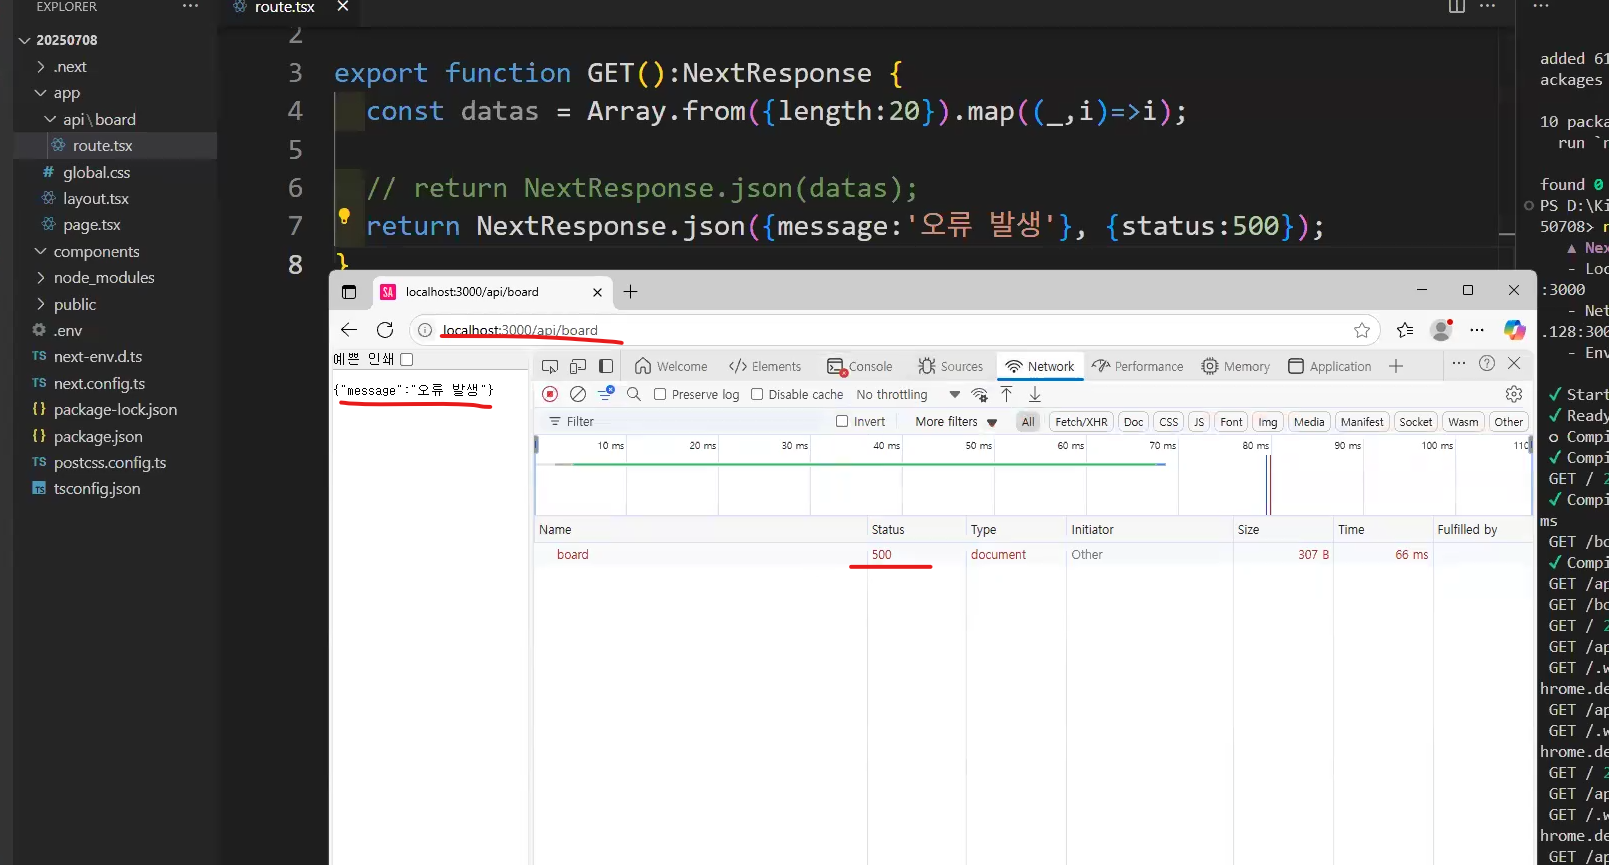 EXPLORER
20250708
.next
app
api\board
route.tsx
global.css
layout.tsx
page.tsx
components
node_modules
public
.env
next-env.d.ts
next.config.ts
package-lock.json
package.json
postcss.config.ts
tsconfig.json
route.tsx
2
3 export function GET():NextResponse {
4 const datas = Array.from({length:20}).map((_,i)=>i);
5
6 // return NextResponse.json(datas);
7 return NextResponse.json({message:'오류 발생'}, {status:500});
8 }
localhost:3000/api/board
localhost:3000/api/board
예쁜 인쇄
{"message":"오류 발생"}
Welcome Elements Console Sources Network Performance Memory Application
Preserve log Disable cache No throttling
Filter Invert More filters All Fetch/XHR Doc CSS JS Font Img Media Manifest Socket Wasm Other
10 ms 20 ms 30 ms 40 ms 50 ms 60 ms 70 ms 80 ms 90 ms 100 ms 110
Name Status Type Initiator Size Time Fulfilled by
board 500 document Other 307 B 66 ms
added 61
ackages
10 packa
run `r
found 0
PS D:\Ki
50708> n
▲ Nex
- Loc
:3000
- Net
.128:300
- Env
✓ Start
✓ Ready
○ Compi
✓ Compi
GET / 2
✓ Compi
ms
GET /bo
✓ Compi
GET /ap
GET /bo
GET / 2
GET /ap
GET /.w
hrome.de
GET /ap
GET /.w
hrome.de
GET / 2
GET /ap
GET /.w
hrome.de
GET /ap